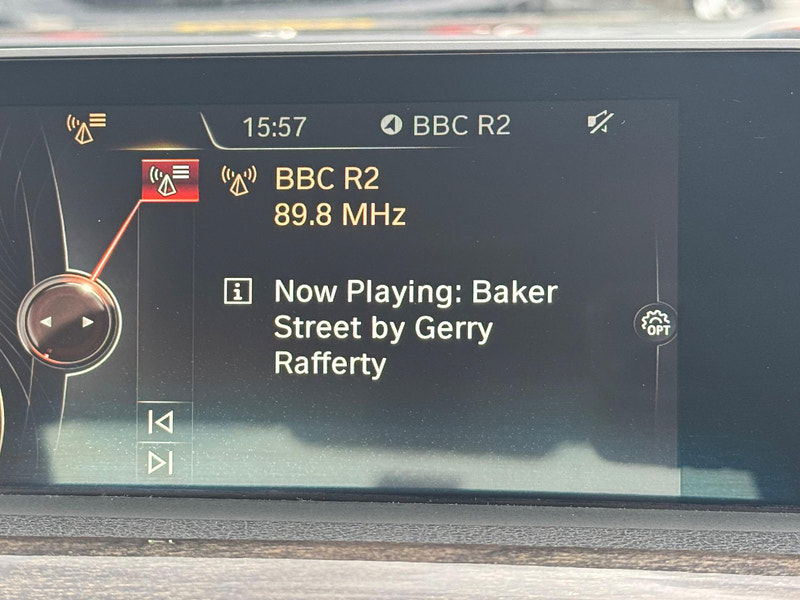 15:57 BBC R2
BBC R2
89.8 MHz
Now Playing: Baker
Street by Gerry
Rafferty
OPT